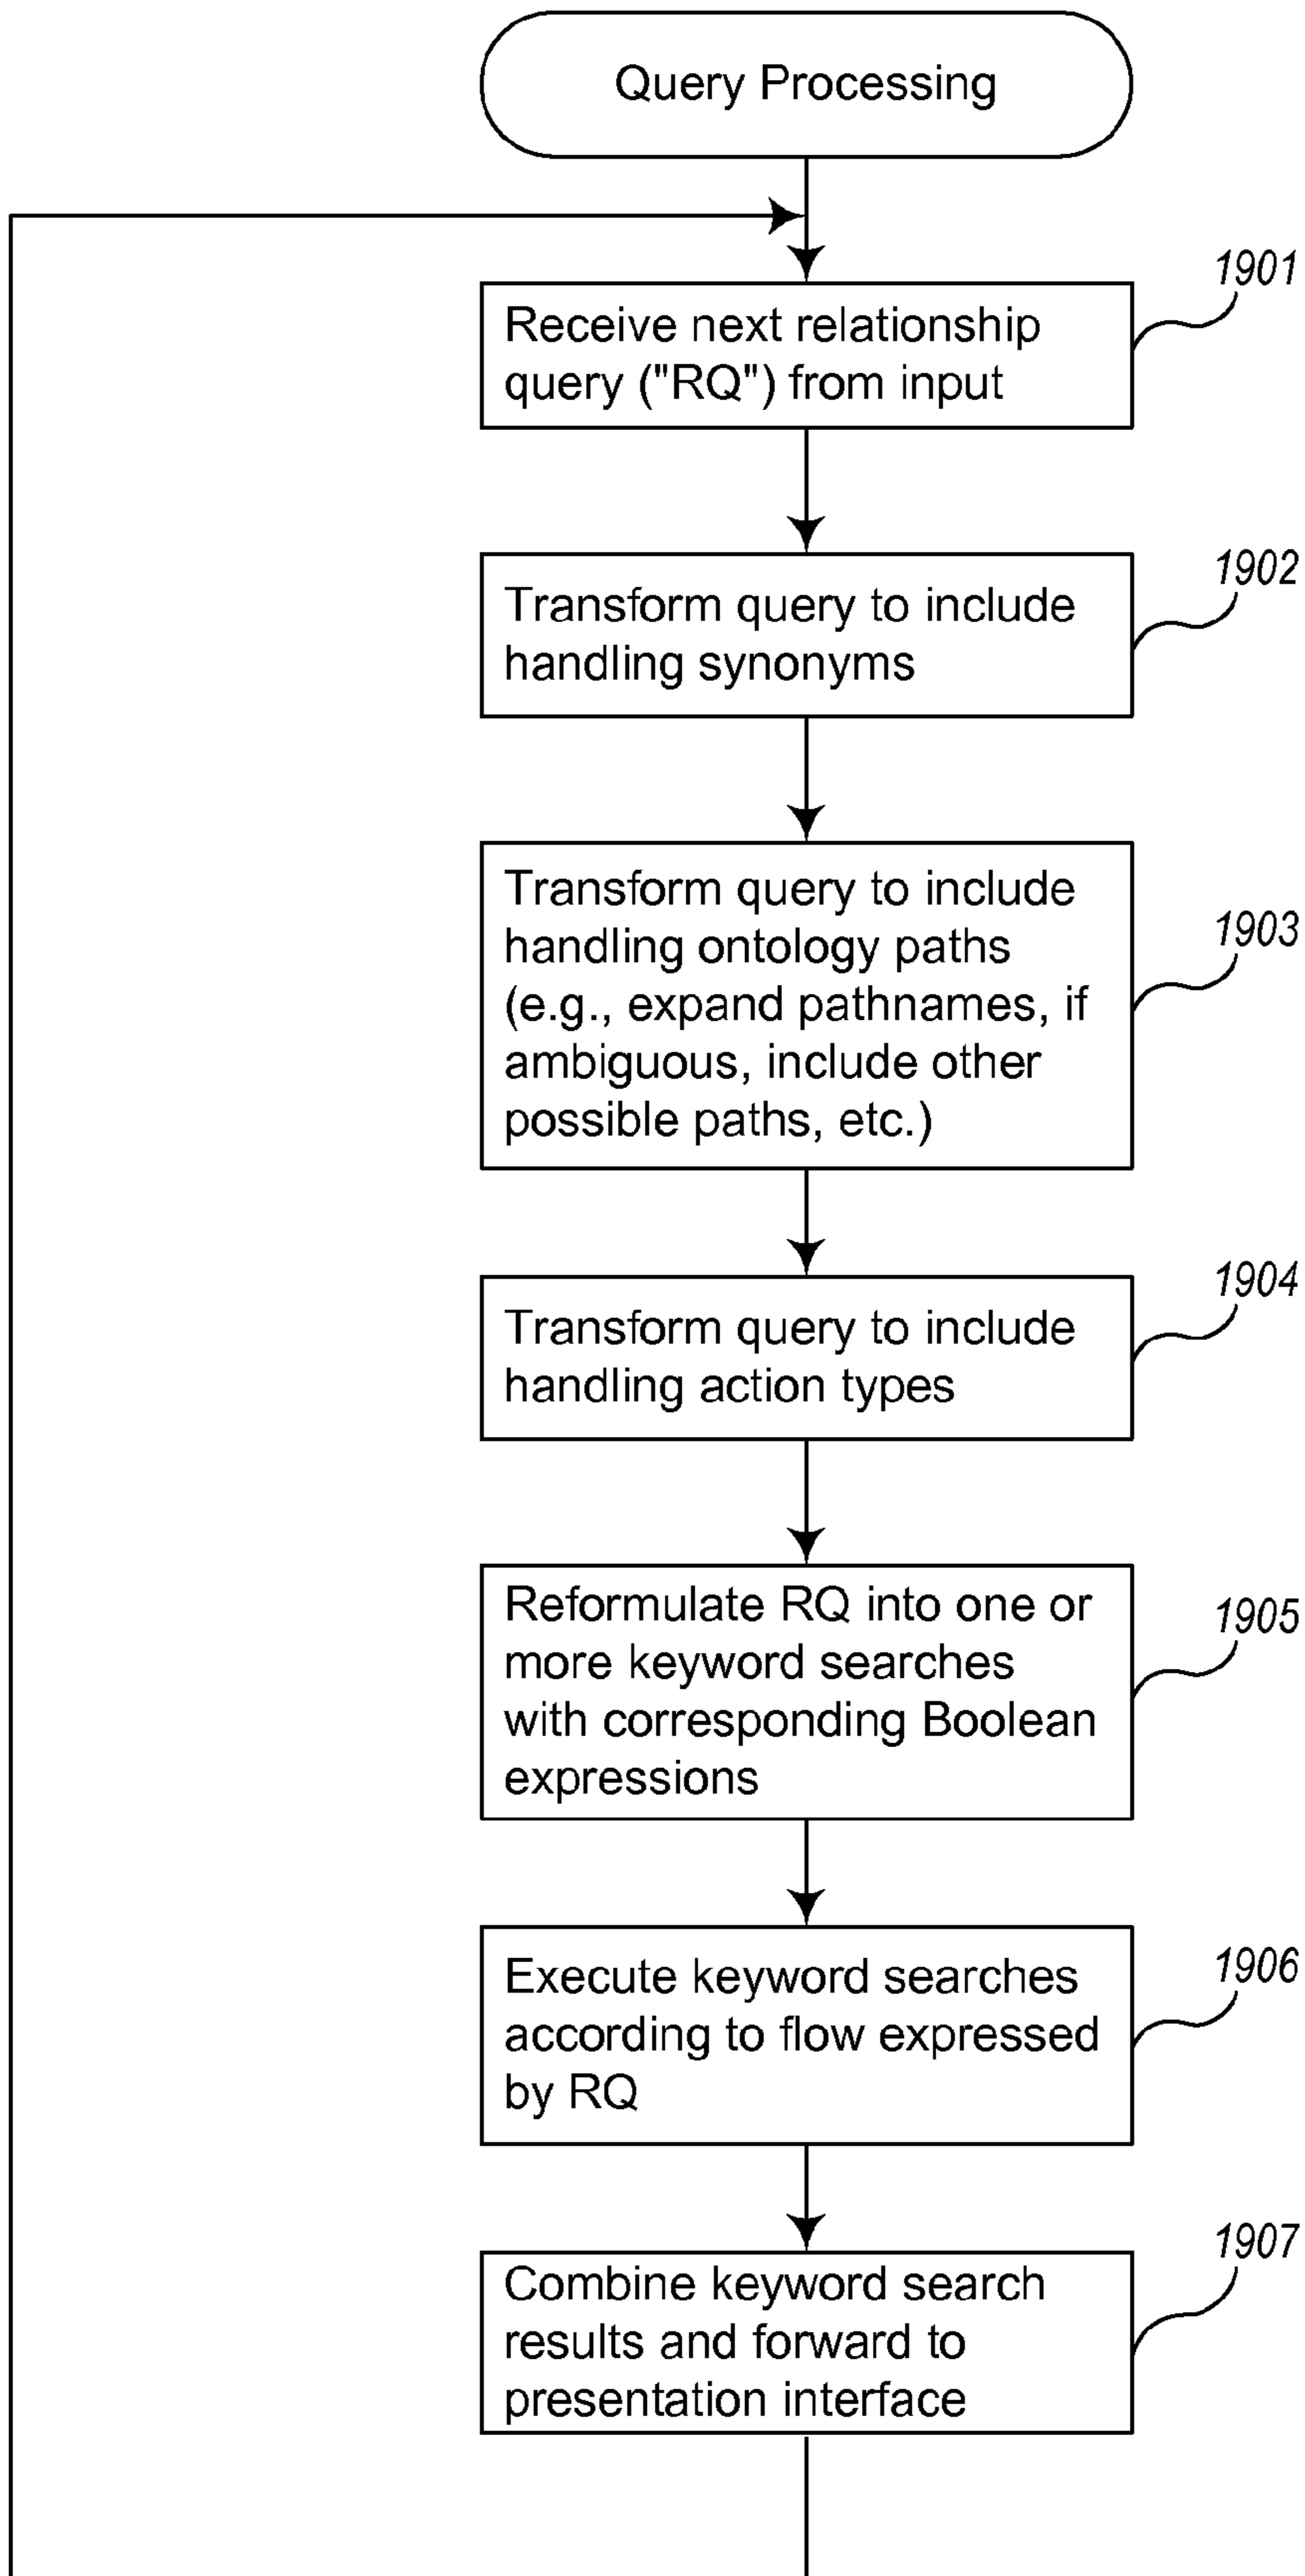 Query Processing
1901
Receive next relationship
query ("RQ") from input
1902
Transform query to include
handling synonyms
1903
Transform query to include
handling ontology paths
(e.g., expand pathnames, if
ambiguous, include other
possible paths, etc.)
1904
Transform query to include
handling action types
1905
Reformulate RQ into one or
more keyword searches
with corresponding Boolean
expressions
1906
Execute keyword searches
according to flow expressed
by RQ
1907
Combine keyword search
results and forward to
presentation interface